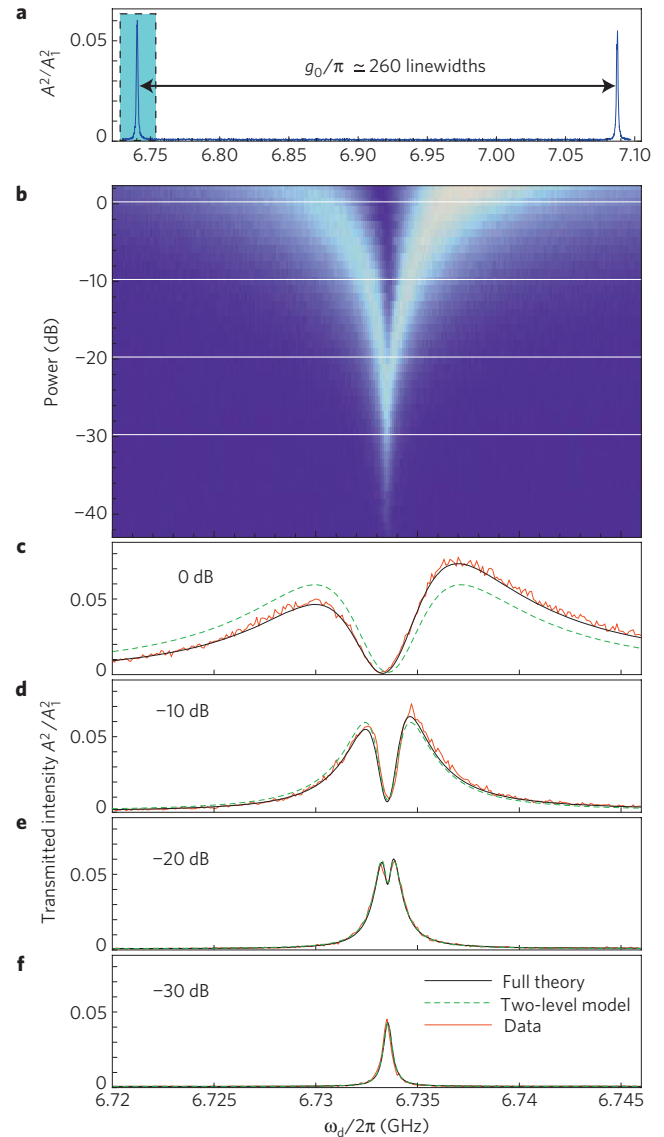 a
A²/A₁²
0.05
0
g₀/π ≃ 260 linewidths
6.75 6.80 6.85 6.90 6.95 7.00 7.05 7.10
b
Power (dB)
0
−10
−20
−30
−40
Transmitted intensity A²/A₁²
c
0 dB
0.05
0
d
−10 dB
0.05
0
e
−20 dB
0.05
0
f
−30 dB
0.05
0
Full theory
Two-level model
Data
6.72 6.733 6.735 6.74 6.745
ω_d/2π (GHz)